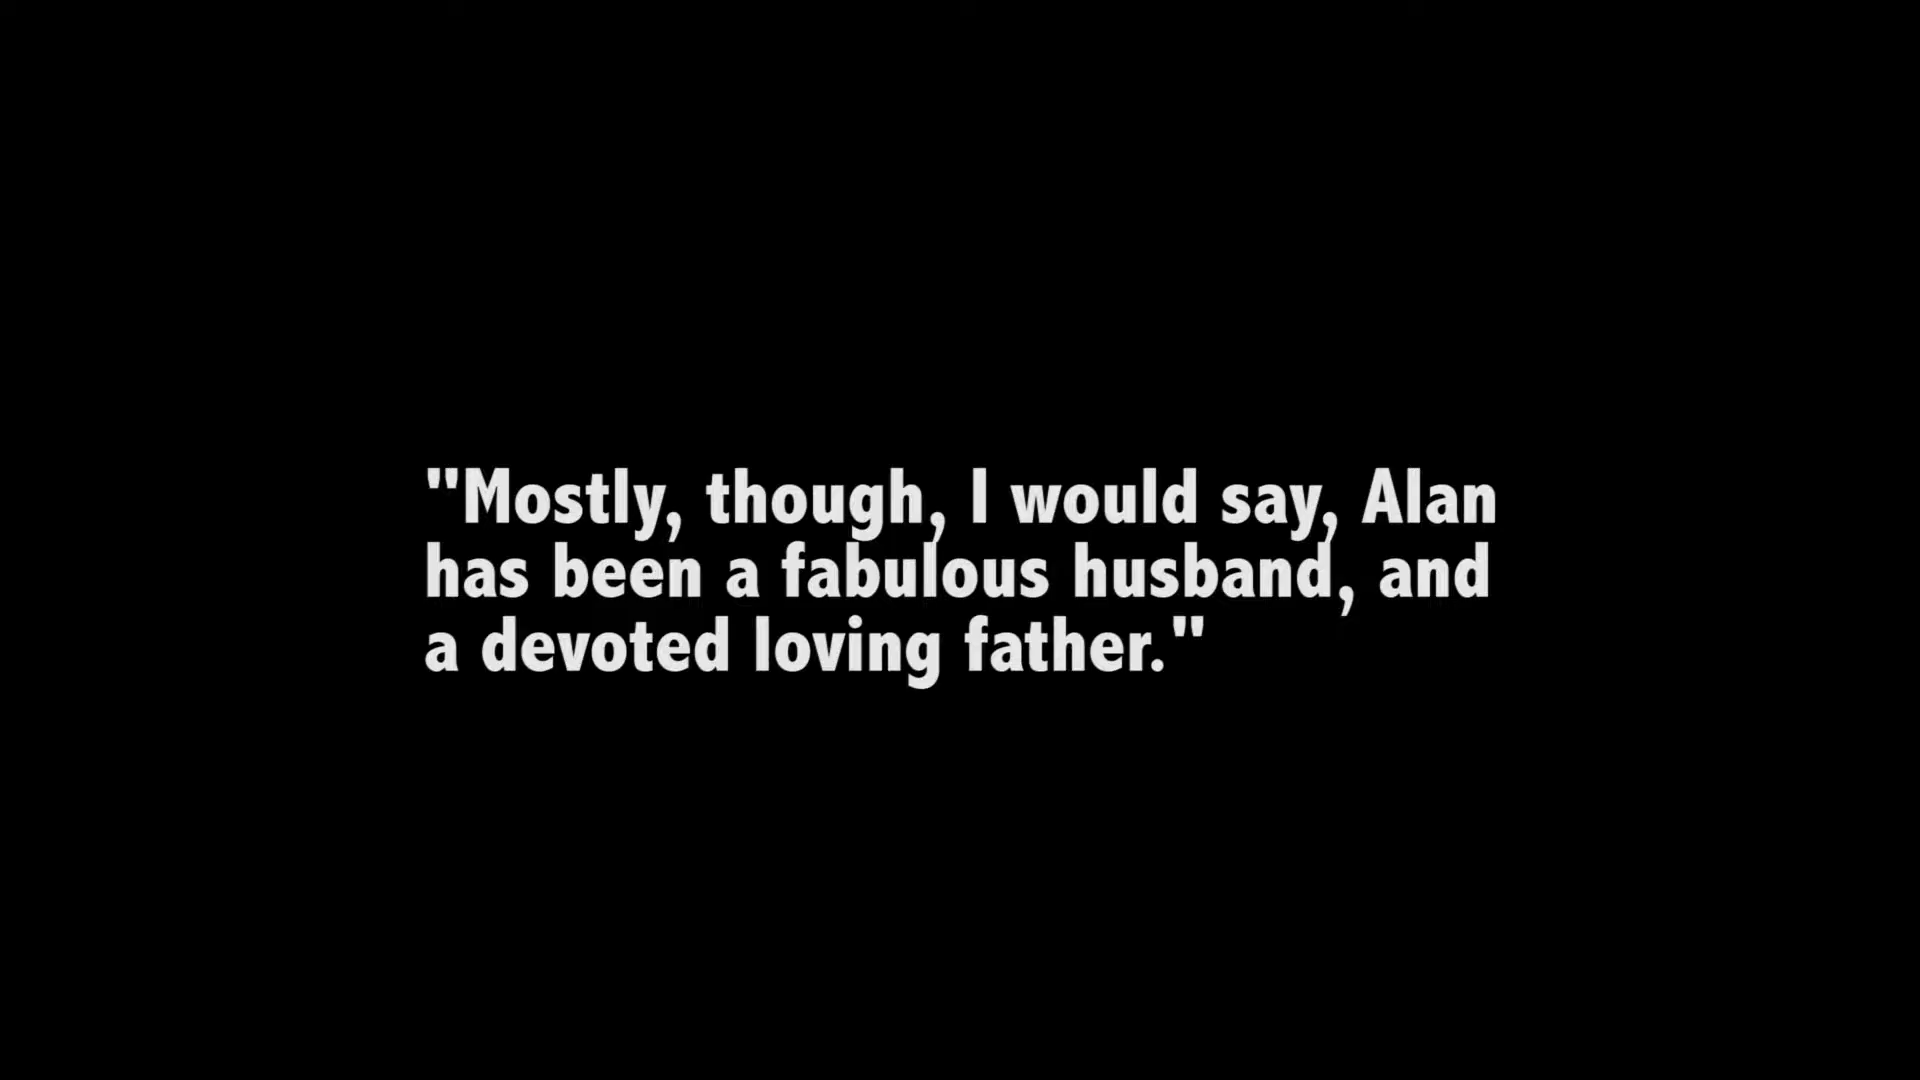 "Mostly, though, I would say, Alan
has been a fabulous husband, and
a devoted loving father."